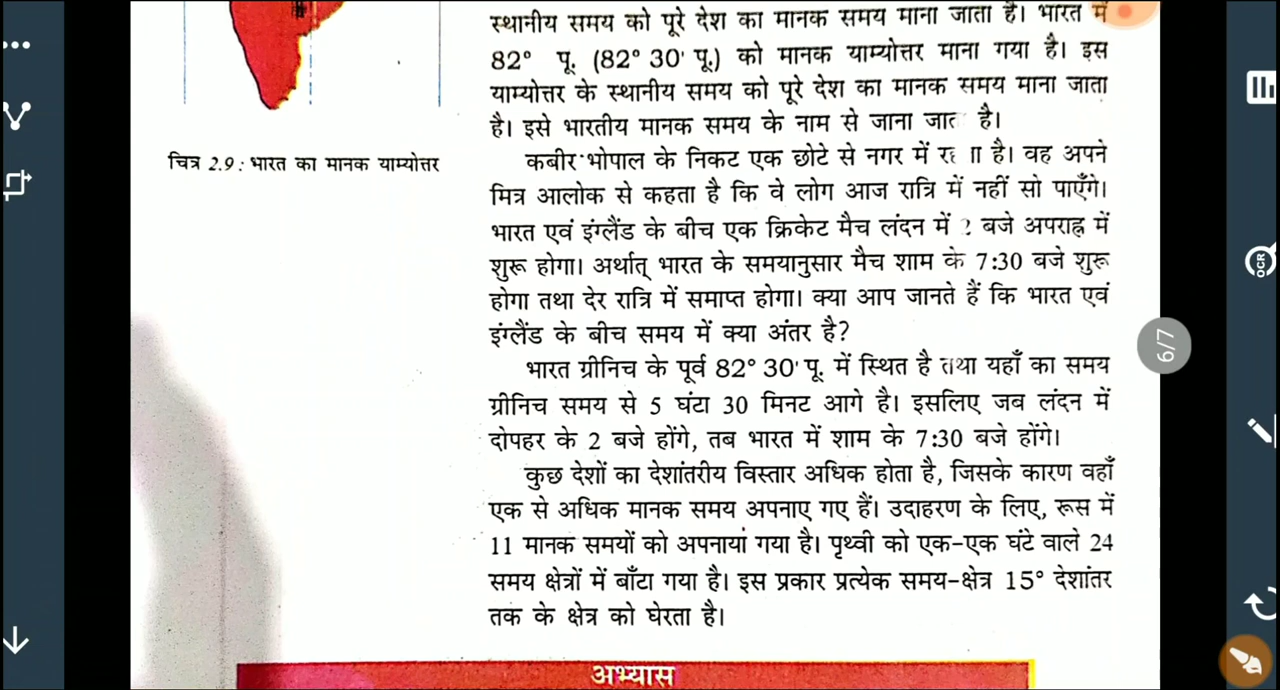 स्थानीय समय को पूरे देश का मानक समय माना जाता है। भारत में
82° पू. (82° 30' पू.) को मानक याम्योत्तर माना गया है। इस
याम्योत्तर के स्थानीय समय को पूरे देश का मानक समय माना जाता
है। इसे भारतीय मानक समय के नाम से जाना जात है।
चित्र 2.9 : भारत का मानक याम्योत्तर
कबीर भोपाल के निकट एक छोटे से नगर में है। वह अपने
मित्र आलोक से कहता है कि वे लोग आज रात्रि में नहीं सो पाएँगे।
भारत एवं इंग्लैंड के बीच एक क्रिकेट मैच लंदन में 2 बजे अपराह्न में
शुरू होगा। अर्थात् भारत के समयानुसार मैच शाम के 7:30 बजे शुरू
होगा तथा देर रात्रि में समाप्त होगा। क्या आप जानते हैं कि भारत एवं
इंग्लैंड के बीच समय में क्या अंतर है?
भारत ग्रीनिच के पूर्व 82° 30' पू. में स्थित है तथा यहाँ का समय
ग्रीनिच समय से 5 घंटा 30 मिनट आगे है। इसलिए जब लंदन में
दोपहर के 2 बजे होंगे, तब भारत में शाम के 7:30 बजे होंगे।
कुछ देशों का देशांतरीय विस्तार अधिक होता है, जिसके कारण वहाँ
एक से अधिक मानक समय अपनाए गए हैं। उदाहरण के लिए, रूस में
11 मानक समयों को अपनाया गया है। पृथ्वी को एक-एक घंटे वाले 24
समय क्षेत्रों में बाँटा गया है। इस प्रकार प्रत्येक समय-क्षेत्र 15° देशांतर
तक के क्षेत्र को घेरता है।
अभ्यास
6/7
OCR